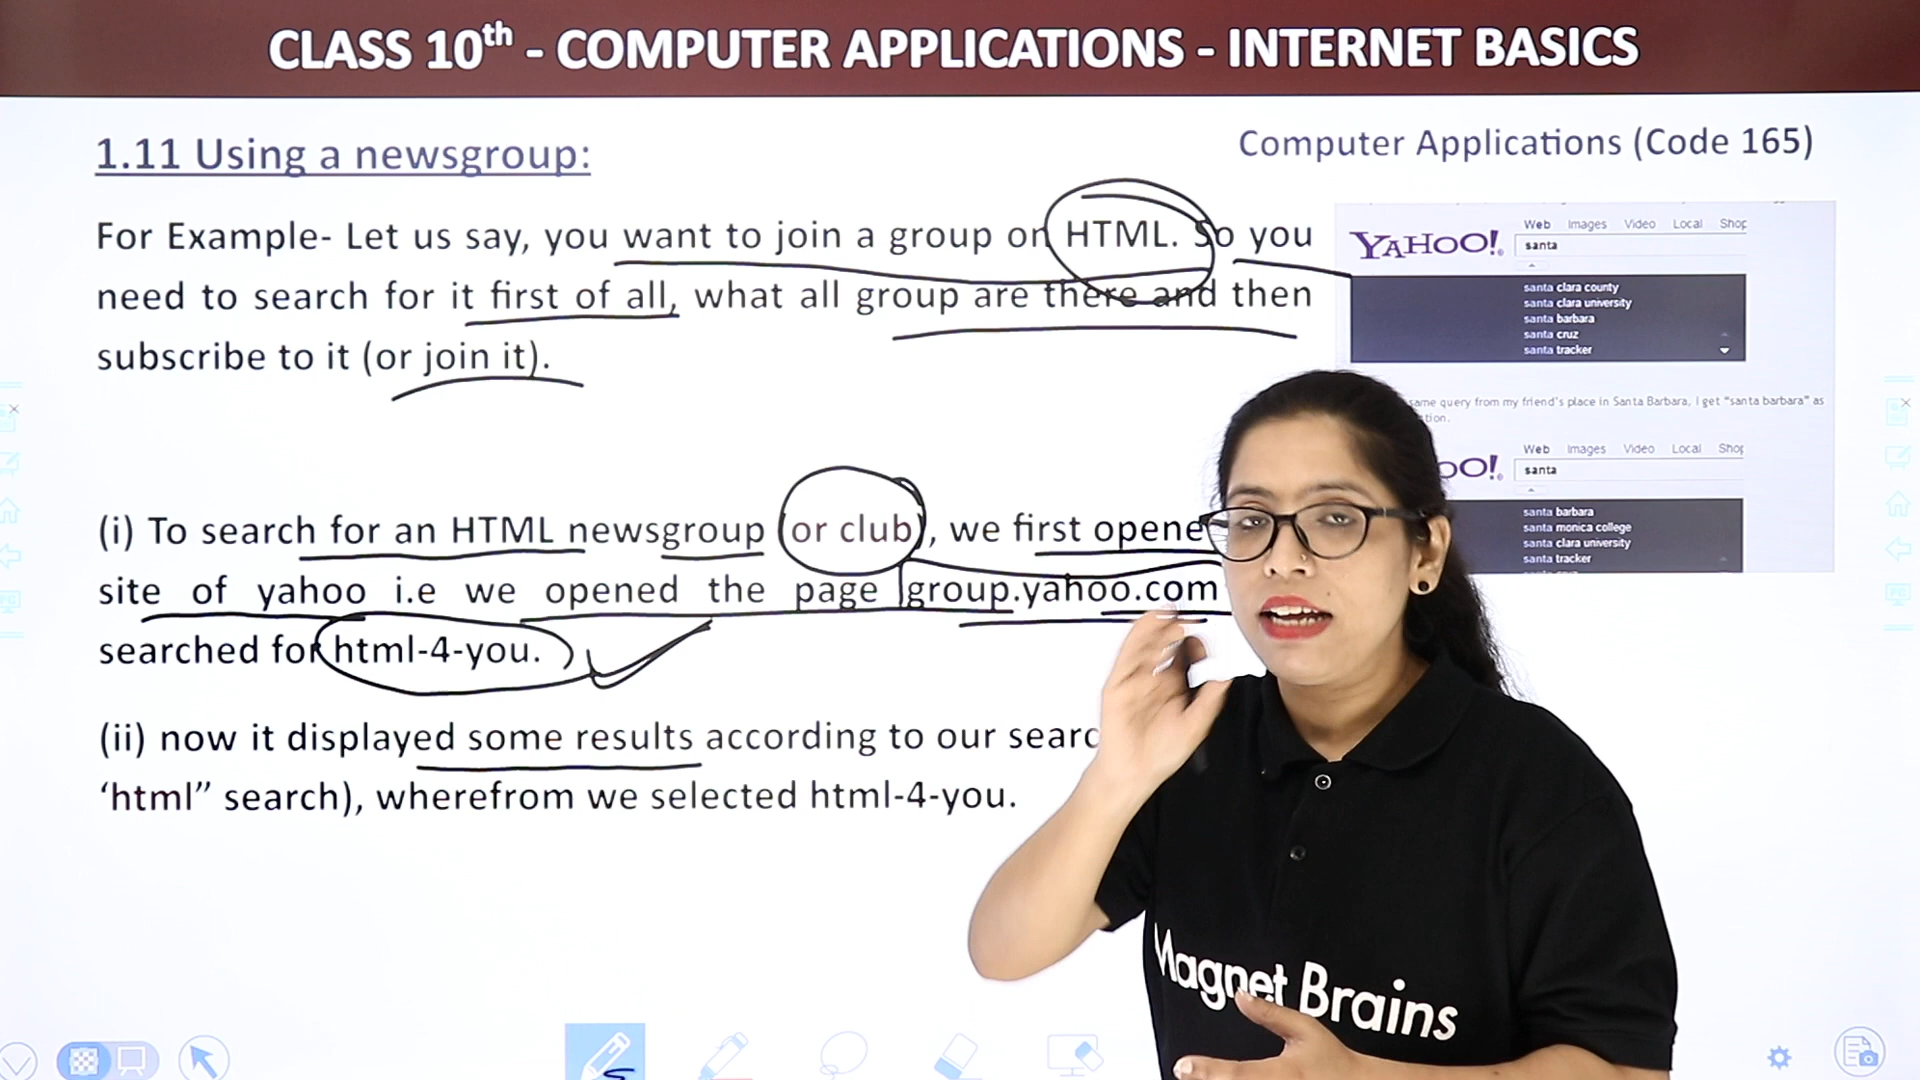 CLASS 10th - COMPUTER APPLICATIONS - INTERNET BASICS
1.11 Using a newsgroup:
Computer Applications (Code 165)
For Example- Let us say, you want to join a group on HTML. So you
need to search for it first of all, what all group are there and then
subscribe to it (or join it).
(i) To search for an HTML newsgroup (or club), we first opene
site of yahoo i.e we opened the page group.yahoo.com
searched for html-4-you.
(ii) now it displayed some results according to our searc
‘html” search), wherefrom we selected html-4-you.
Web Images Video Local Shop
YAHOO!
santa
santa clara county
santa clara university
santa barbara
santa cruz
santa tracker
same query from my friend's place in Santa Barbara, I get "santa barbara" as
tion.
Web Images Video Local Shop
OO!
santa
santa barbara
santa monica college
santa clara university
santa tracker
Magnet Brains